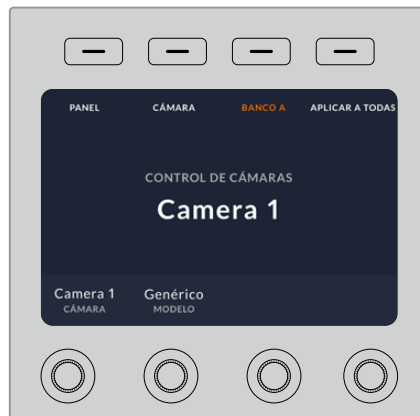 PANEL CÁMARA BANCO A APLICAR A TODAS
CONTROL DE CÁMARAS
Camera 1
Camera 1 Genérico
CÁMARA MODELO